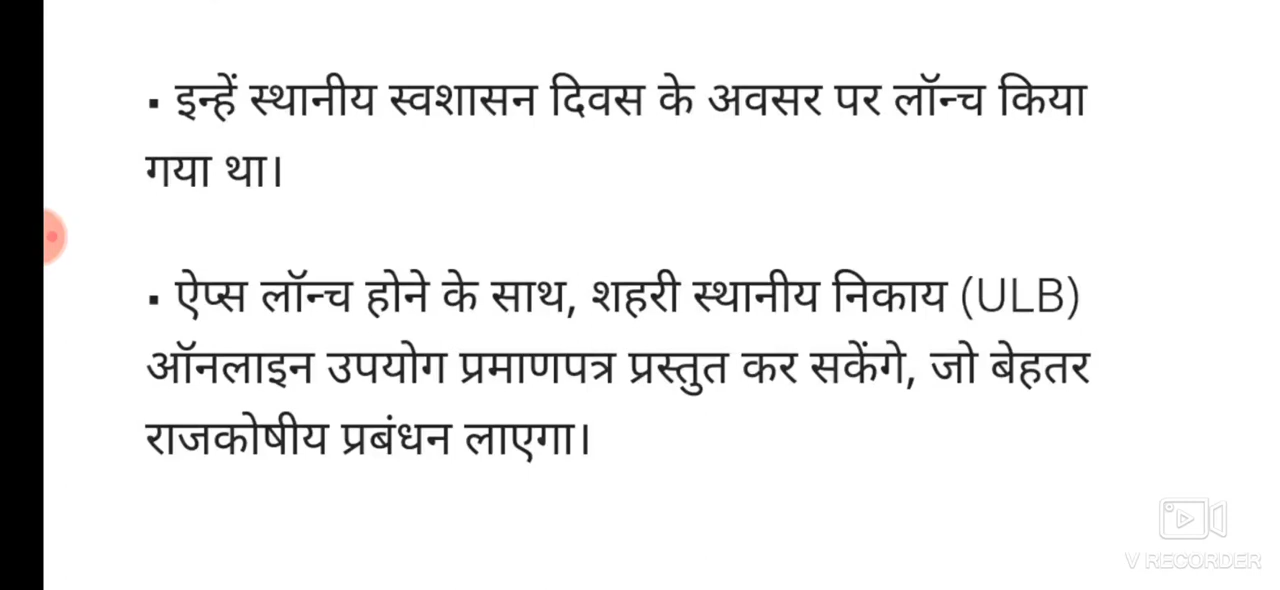 ▪ इन्हें स्थानीय स्वशासन दिवस के अवसर पर लॉन्च किया
गया था।
▪ ऐप्स लॉन्च होने के साथ, शहरी स्थानीय निकाय (ULB)
ऑनलाइन उपयोग प्रमाणपत्र प्रस्तुत कर सकेंगे, जो बेहतर
राजकोषीय प्रबंधन लाएगा।
V RECORDER